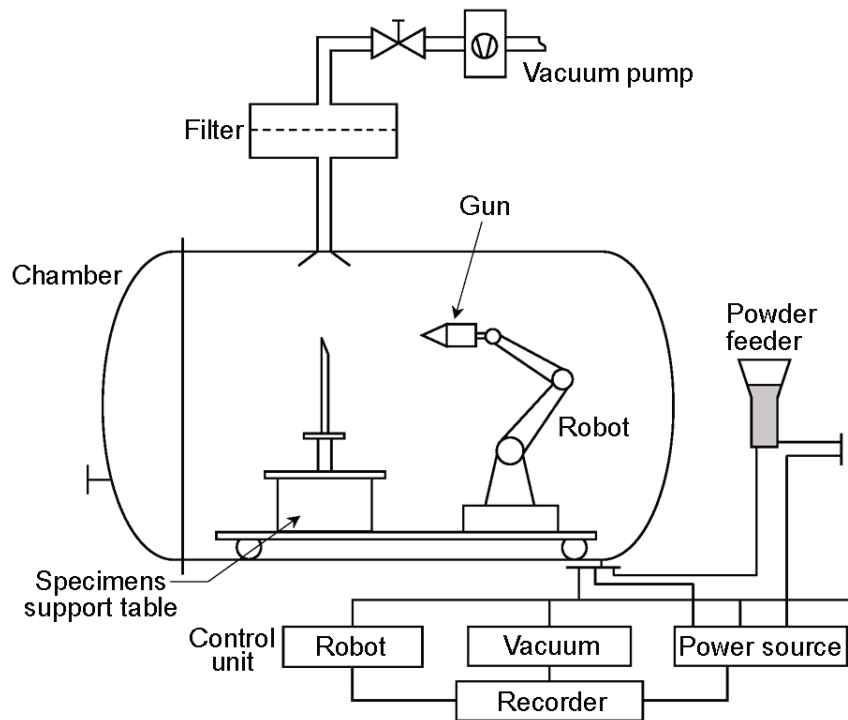 Vacuum pump
Filter
Gun
Chamber
Powder
feeder
Robot
Specimens
support table
Control
unit
Robot
Vacuum
Power source
Recorder